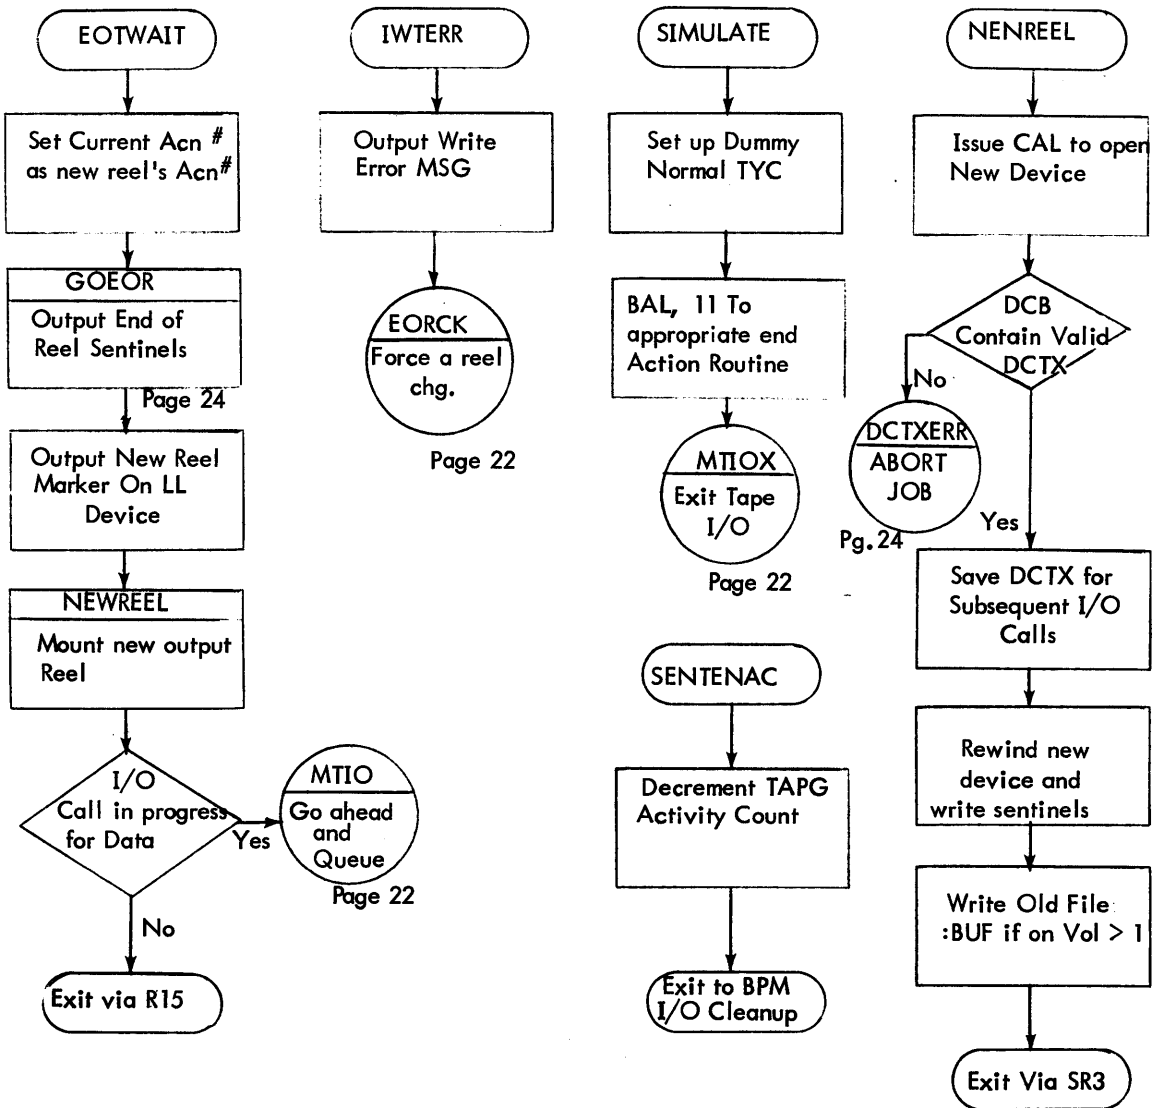 EOTWAIT
Set Current Acn #
as new reel's Acn#
GOEOR
Output End of
Reel Sentinels
Page 24
Output New Reel
Marker On LL
Device
NEWREEL
Mount new output
Reel
I/O
Call in progress
for Data
Yes
MTIO
Go ahead
and
Queue
Page 22
No
Exit via R15
IWTERR
Output Write
Error MSG
EORCK
Force a reel
chg.
Page 22
SIMULATE
Set up Dummy
Normal TYC
BAL, 11 To
appropriate end
Action Routine
MTIOX
Exit Tape
I/O
Page 22
SENTENAC
Decrement TAPG
Activity Count
Exit to BPM
I/O Cleanup
NENREEL
Issue CAL to open
New Device
DCB
Contain Valid
DCTX
No
DCTXERR
ABORT
JOB
Pg. 24
Yes
Save DCTX for
Subsequent I/O
Calls
Rewind new
device and
write sentinels
Write Old File
:BUF if on Vol > 1
Exit Via SR3